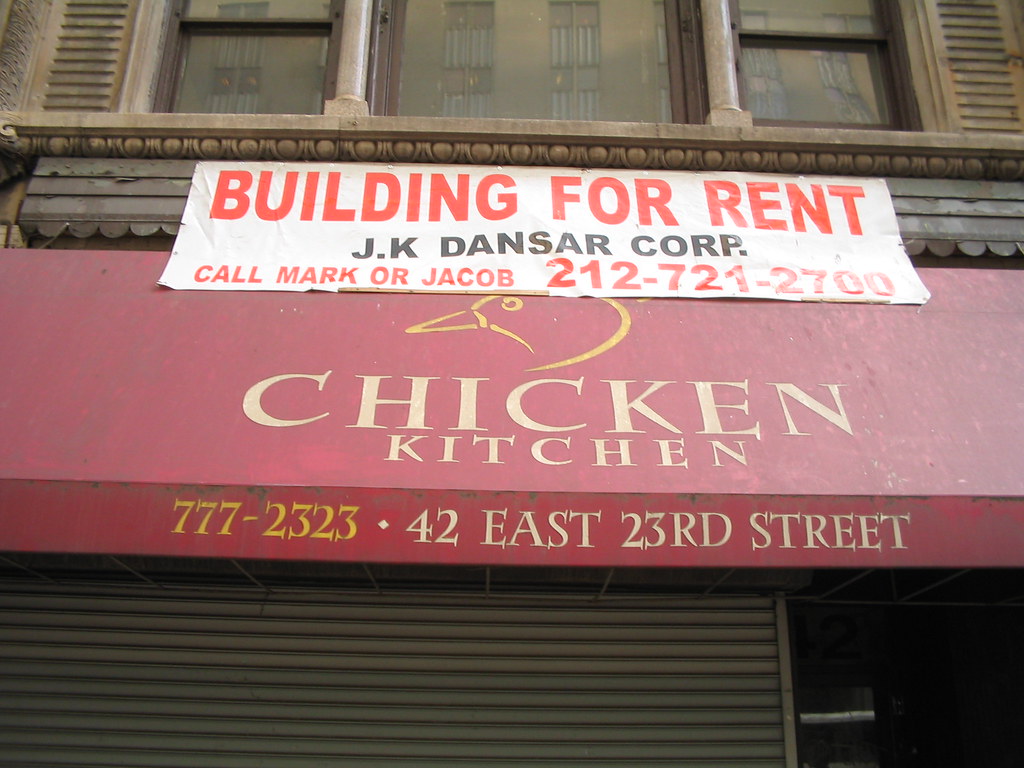 BUILDING FOR RENT
J.K DANSAR CORP.
CALL MARK OR JACOB 212-721-2700
CHICKEN
KITCHEN
777-2323 • 42 EAST 23RD STREET
42